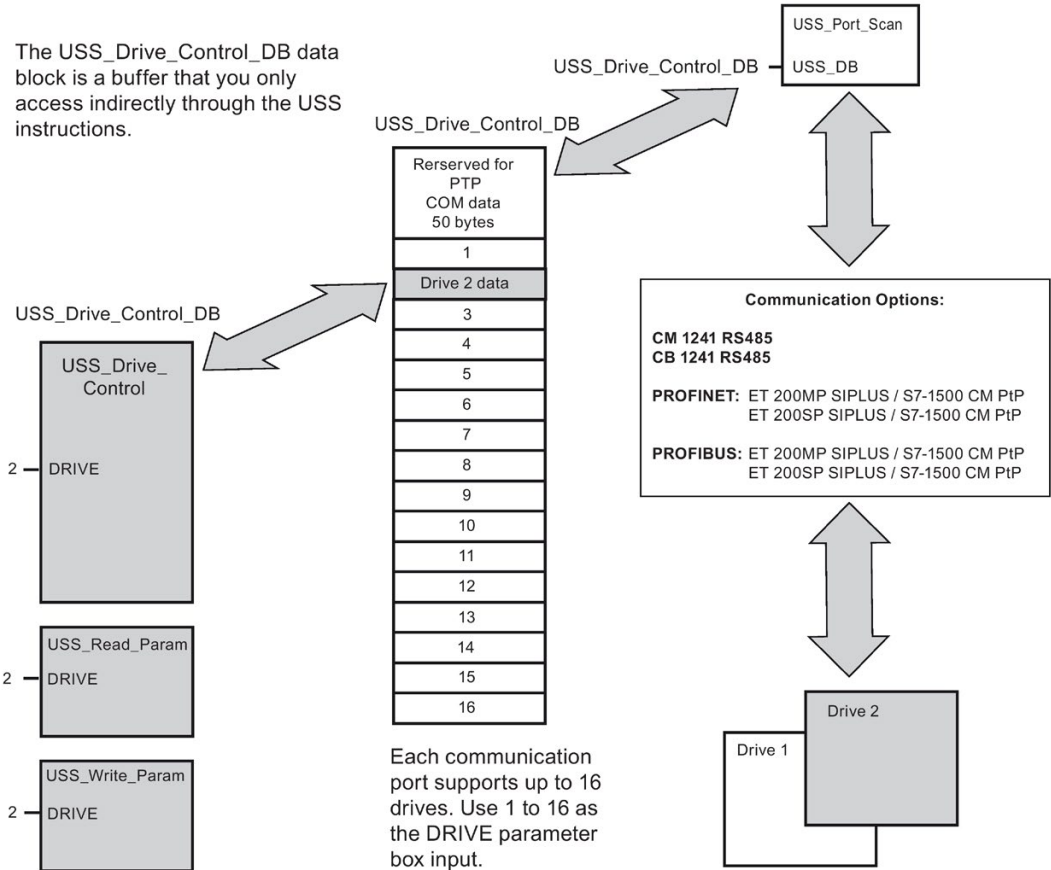 The USS_Drive_Control_DB data
block is a buffer that you only
access indirectly through the USS
instructions.
USS_Drive_Control_DB
USS_Drive_
Control
2
DRIVE
USS_Read_Param
2
DRIVE
USS_Write_Param
2
DRIVE
USS_Drive_Control_DB
Rerserved for
PTP
COM data
50 bytes
1
Drive 2 data
3
4
5
6
7
8
9
10
11
12
13
14
15
16
Each communication
port supports up to 16
drives. Use 1 to 16 as
the DRIVE parameter
box input.
USS_Port_Scan
USS_Drive_Control_DB
USS_DB
Communication Options:
CM 1241 RS485
CB 1241 RS485
PROFINET: ET 200MP SIPLUS / S7-1500 CM PtP
ET 200SP SIPLUS / S7-1500 CM PtP
PROFIBUS: ET 200MP SIPLUS / S7-1500 CM PtP
ET 200SP SIPLUS / S7-1500 CM PtP
Drive 2
Drive 1